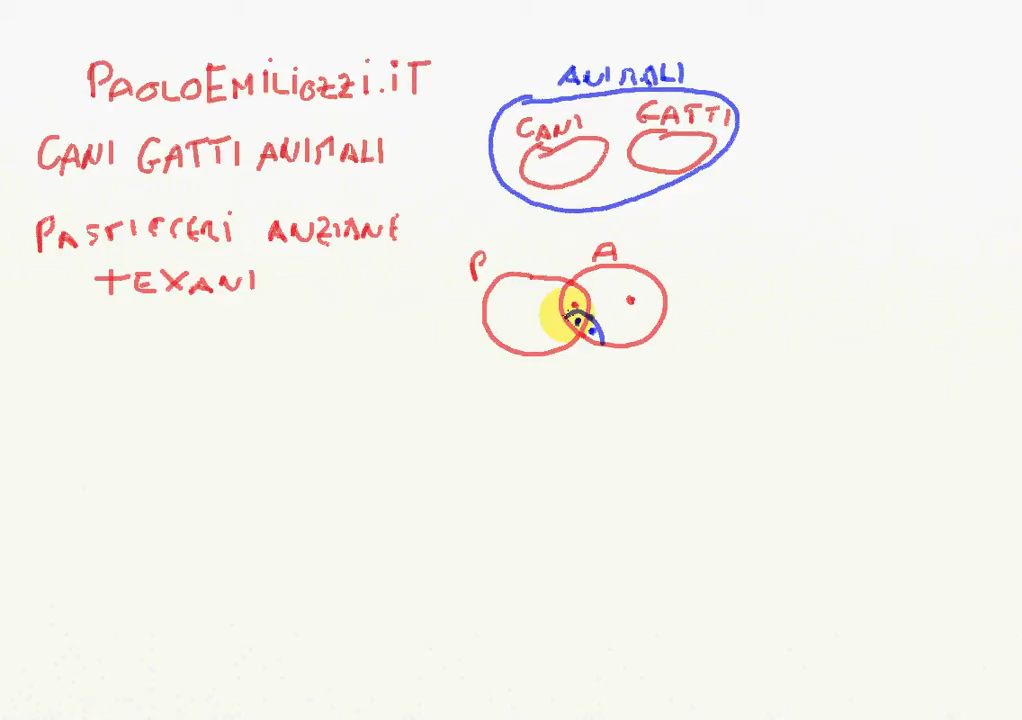 PAOLOEMILIOZZI.iT
CANI GATTI ANIMALI
PASTICCERI ANZIANE
TEXANI
ANIMALI
CANI GATTI
P A